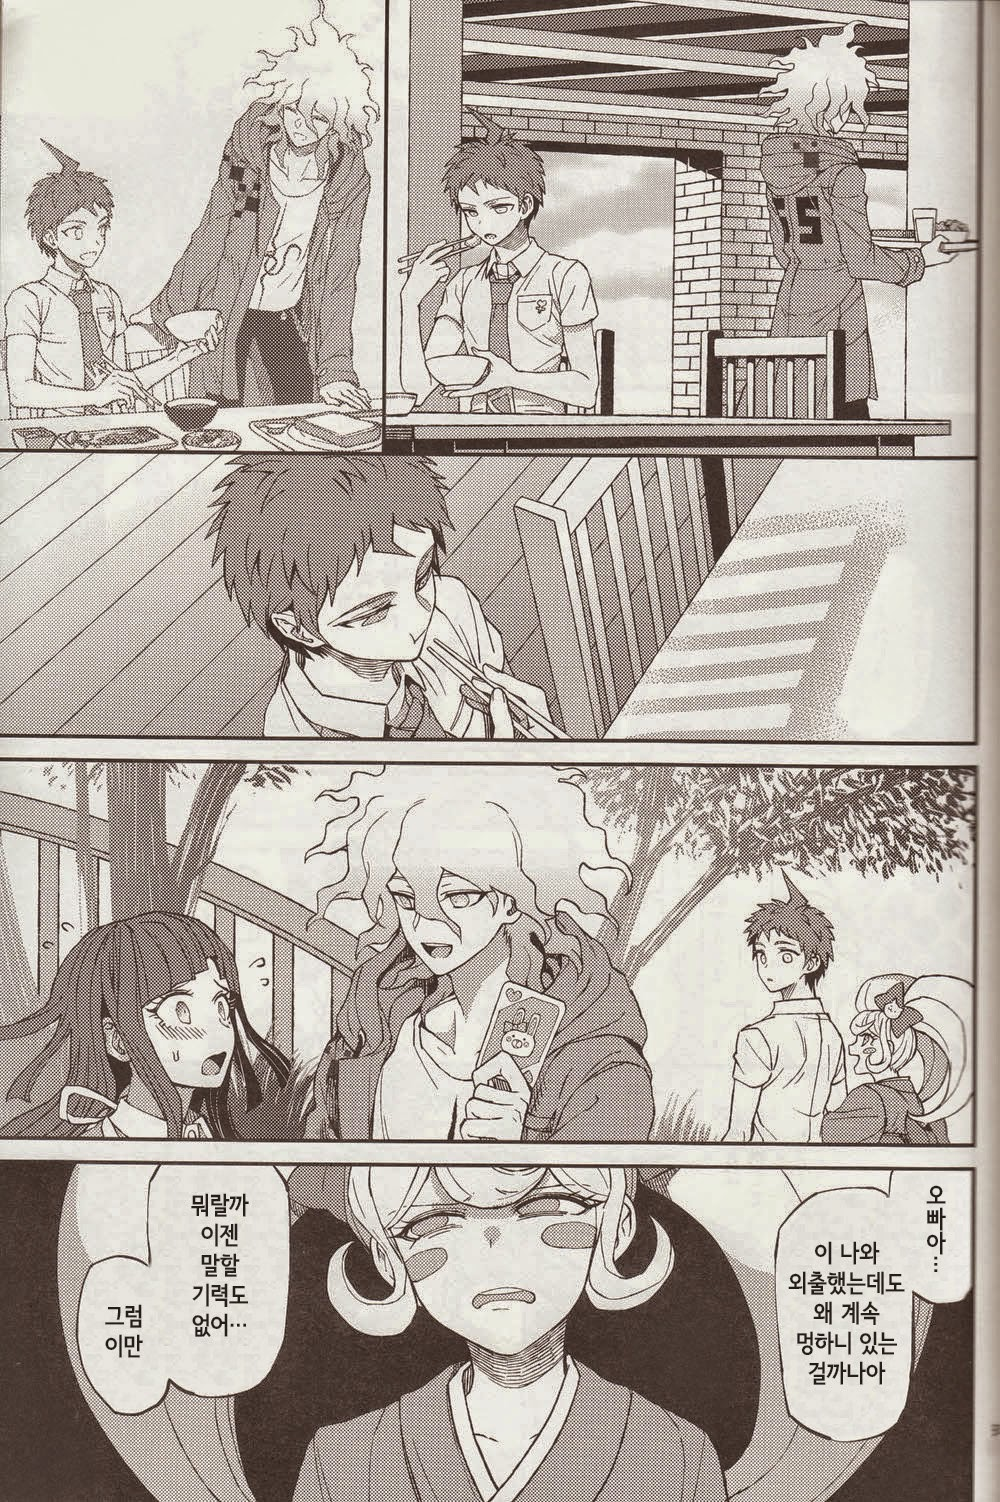 오빠아…
이 나와
외출했는데도
왜 계속
멍하니 있는
걸까나아
뭐랄까
이젠
말할
기력도
없어…
그럼
이만
55